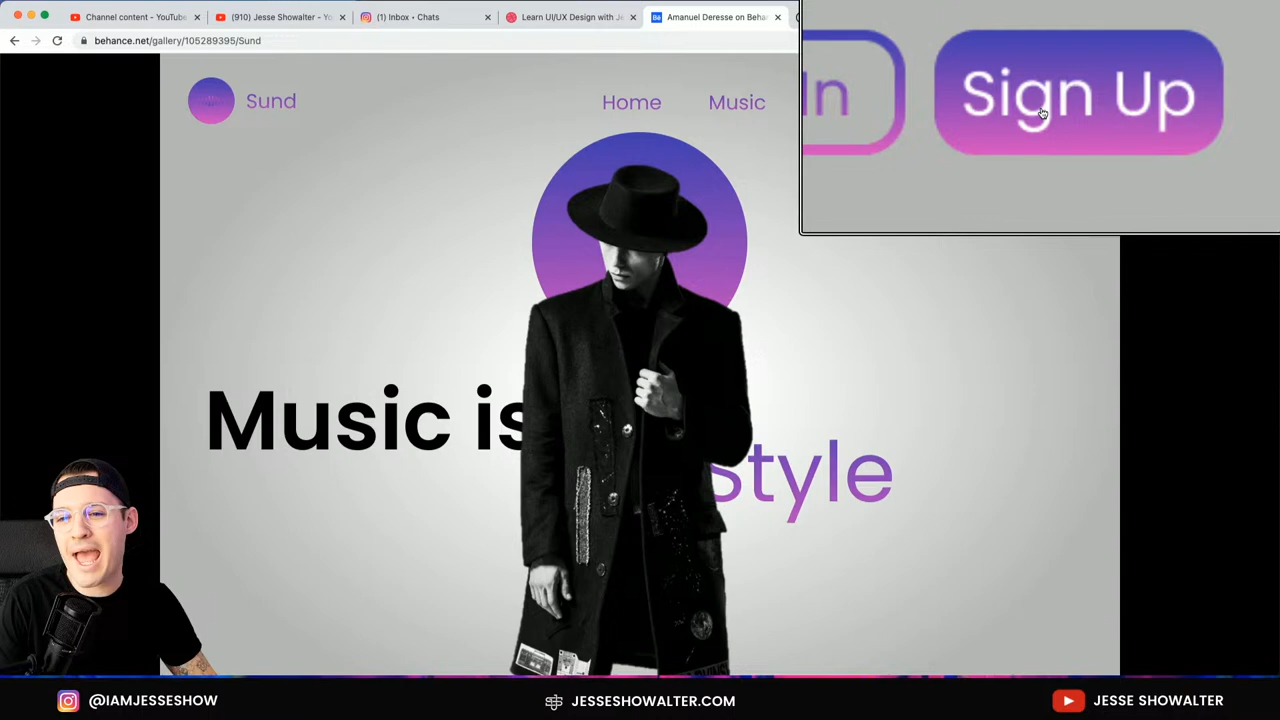 Channel content - YouTube
(910) Jesse Showalter - Yo
(1) Inbox • Chats
Learn UI/UX Design with Je
Amanuel Deresse on Behan
behance.net/gallery/105289395/Sund
Sund
Home
Music
In
Sign Up
Music is
Style
@IAMJESSESHOW
JESSESHOWALTER.COM
JESSE SHOWALTER